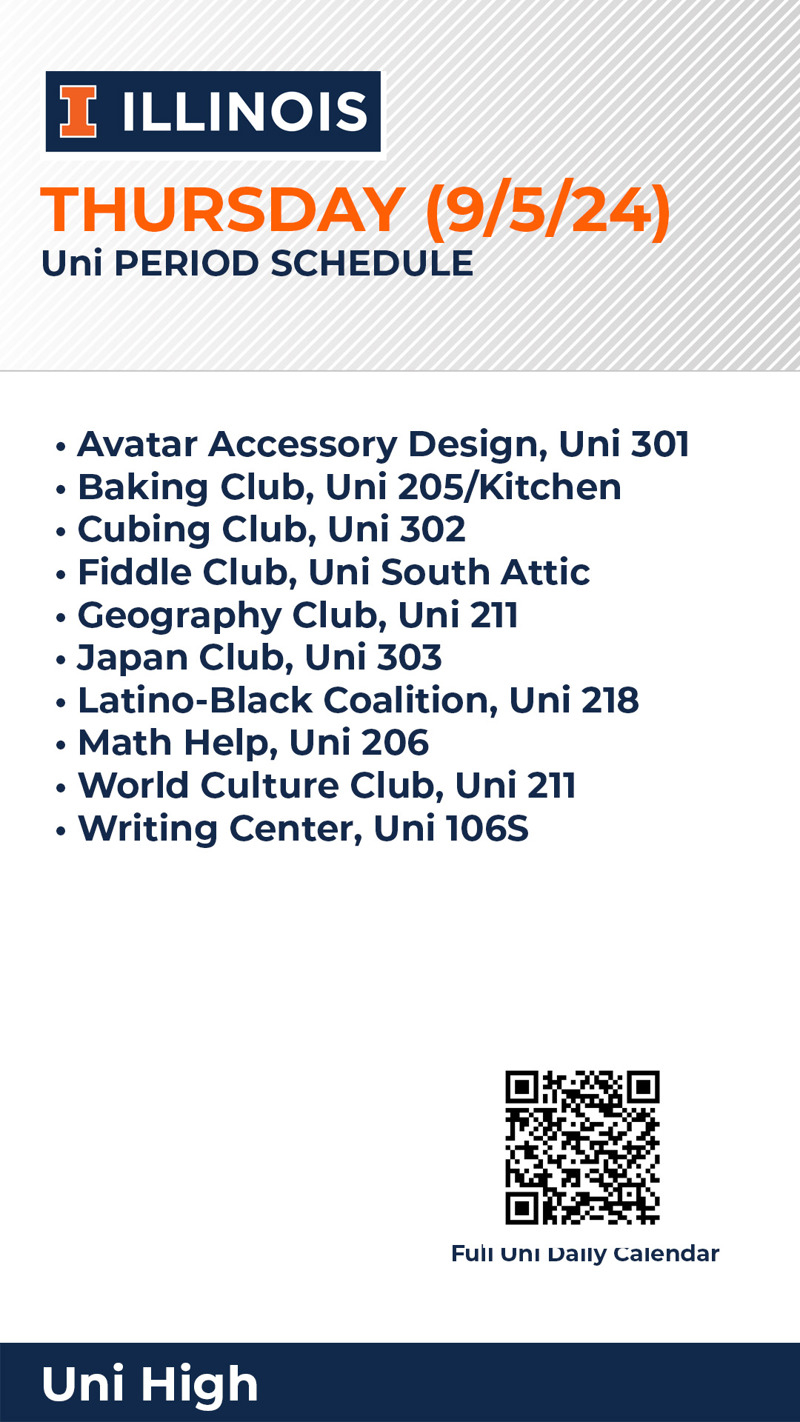 I ILLINOIS
THURSDAY (9/5/24)
Uni PERIOD SCHEDULE
• Avatar Accessory Design, Uni 301
• Baking Club, Uni 205/Kitchen
• Cubing Club, Uni 302
• Fiddle Club, Uni South Attic
• Geography Club, Uni 211
• Japan Club, Uni 303
• Latino-Black Coalition, Uni 218
• Math Help, Uni 206
• World Culture Club, Uni 211
• Writing Center, Uni 106S
Full Uni Daily Calendar
Uni High